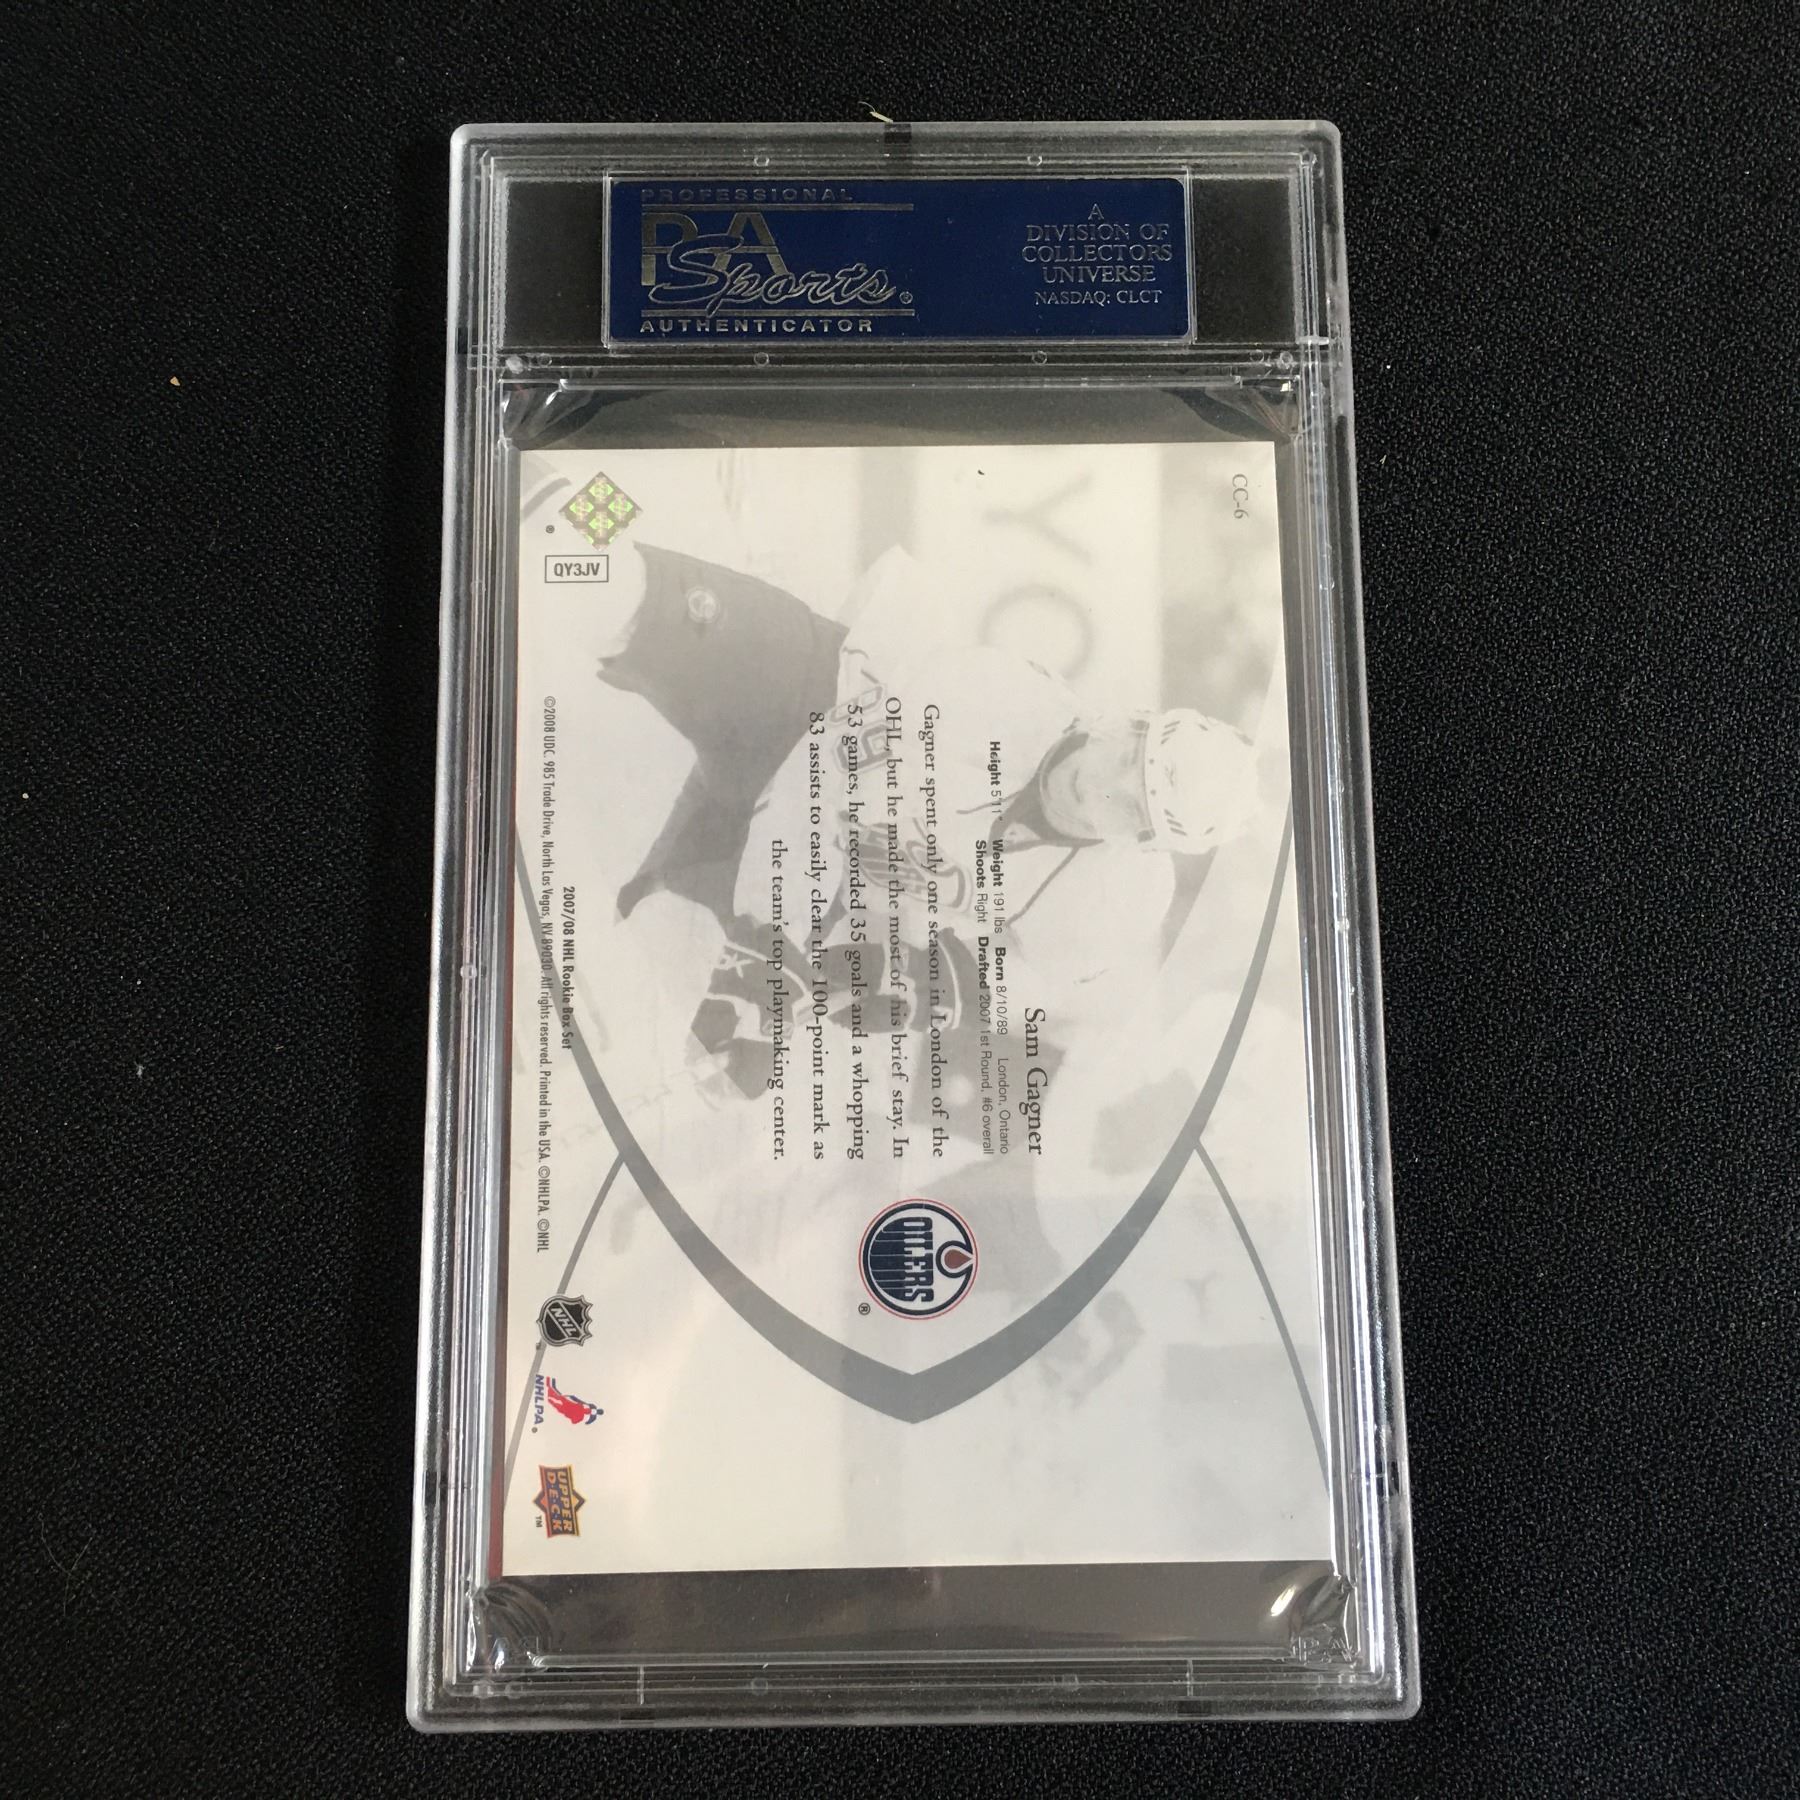 PROFESSIONAL
PSA
Sports®
AUTHENTICATOR
A
DIVISION OF
COLLECTORS
UNIVERSE
NASDAQ: CLCT
CC-6
Sam Gagner
Height 5'11" Weight 191 lbs Born 8/10/89 London, Ontario
Shoots Right Drafted 2007 1st Round, #6 overall
Gagner spent only one season in London of the
OHL, but he made the most of his brief stay. In
53 games, he recorded 35 goals and a whopping
83 assists to easily clear the 100-point mark as
the team's top playmaking center.
OILERS
®
2007/08 NHL Rookie Box Set
©2008 UDC. 985 Trade Drive, North Las Vegas, NV 89030. All rights reserved. Printed in the USA. ©NHLPA. ©NHL
®
QY3JV
NHL
NHLPA.
UPPER
DECK
™